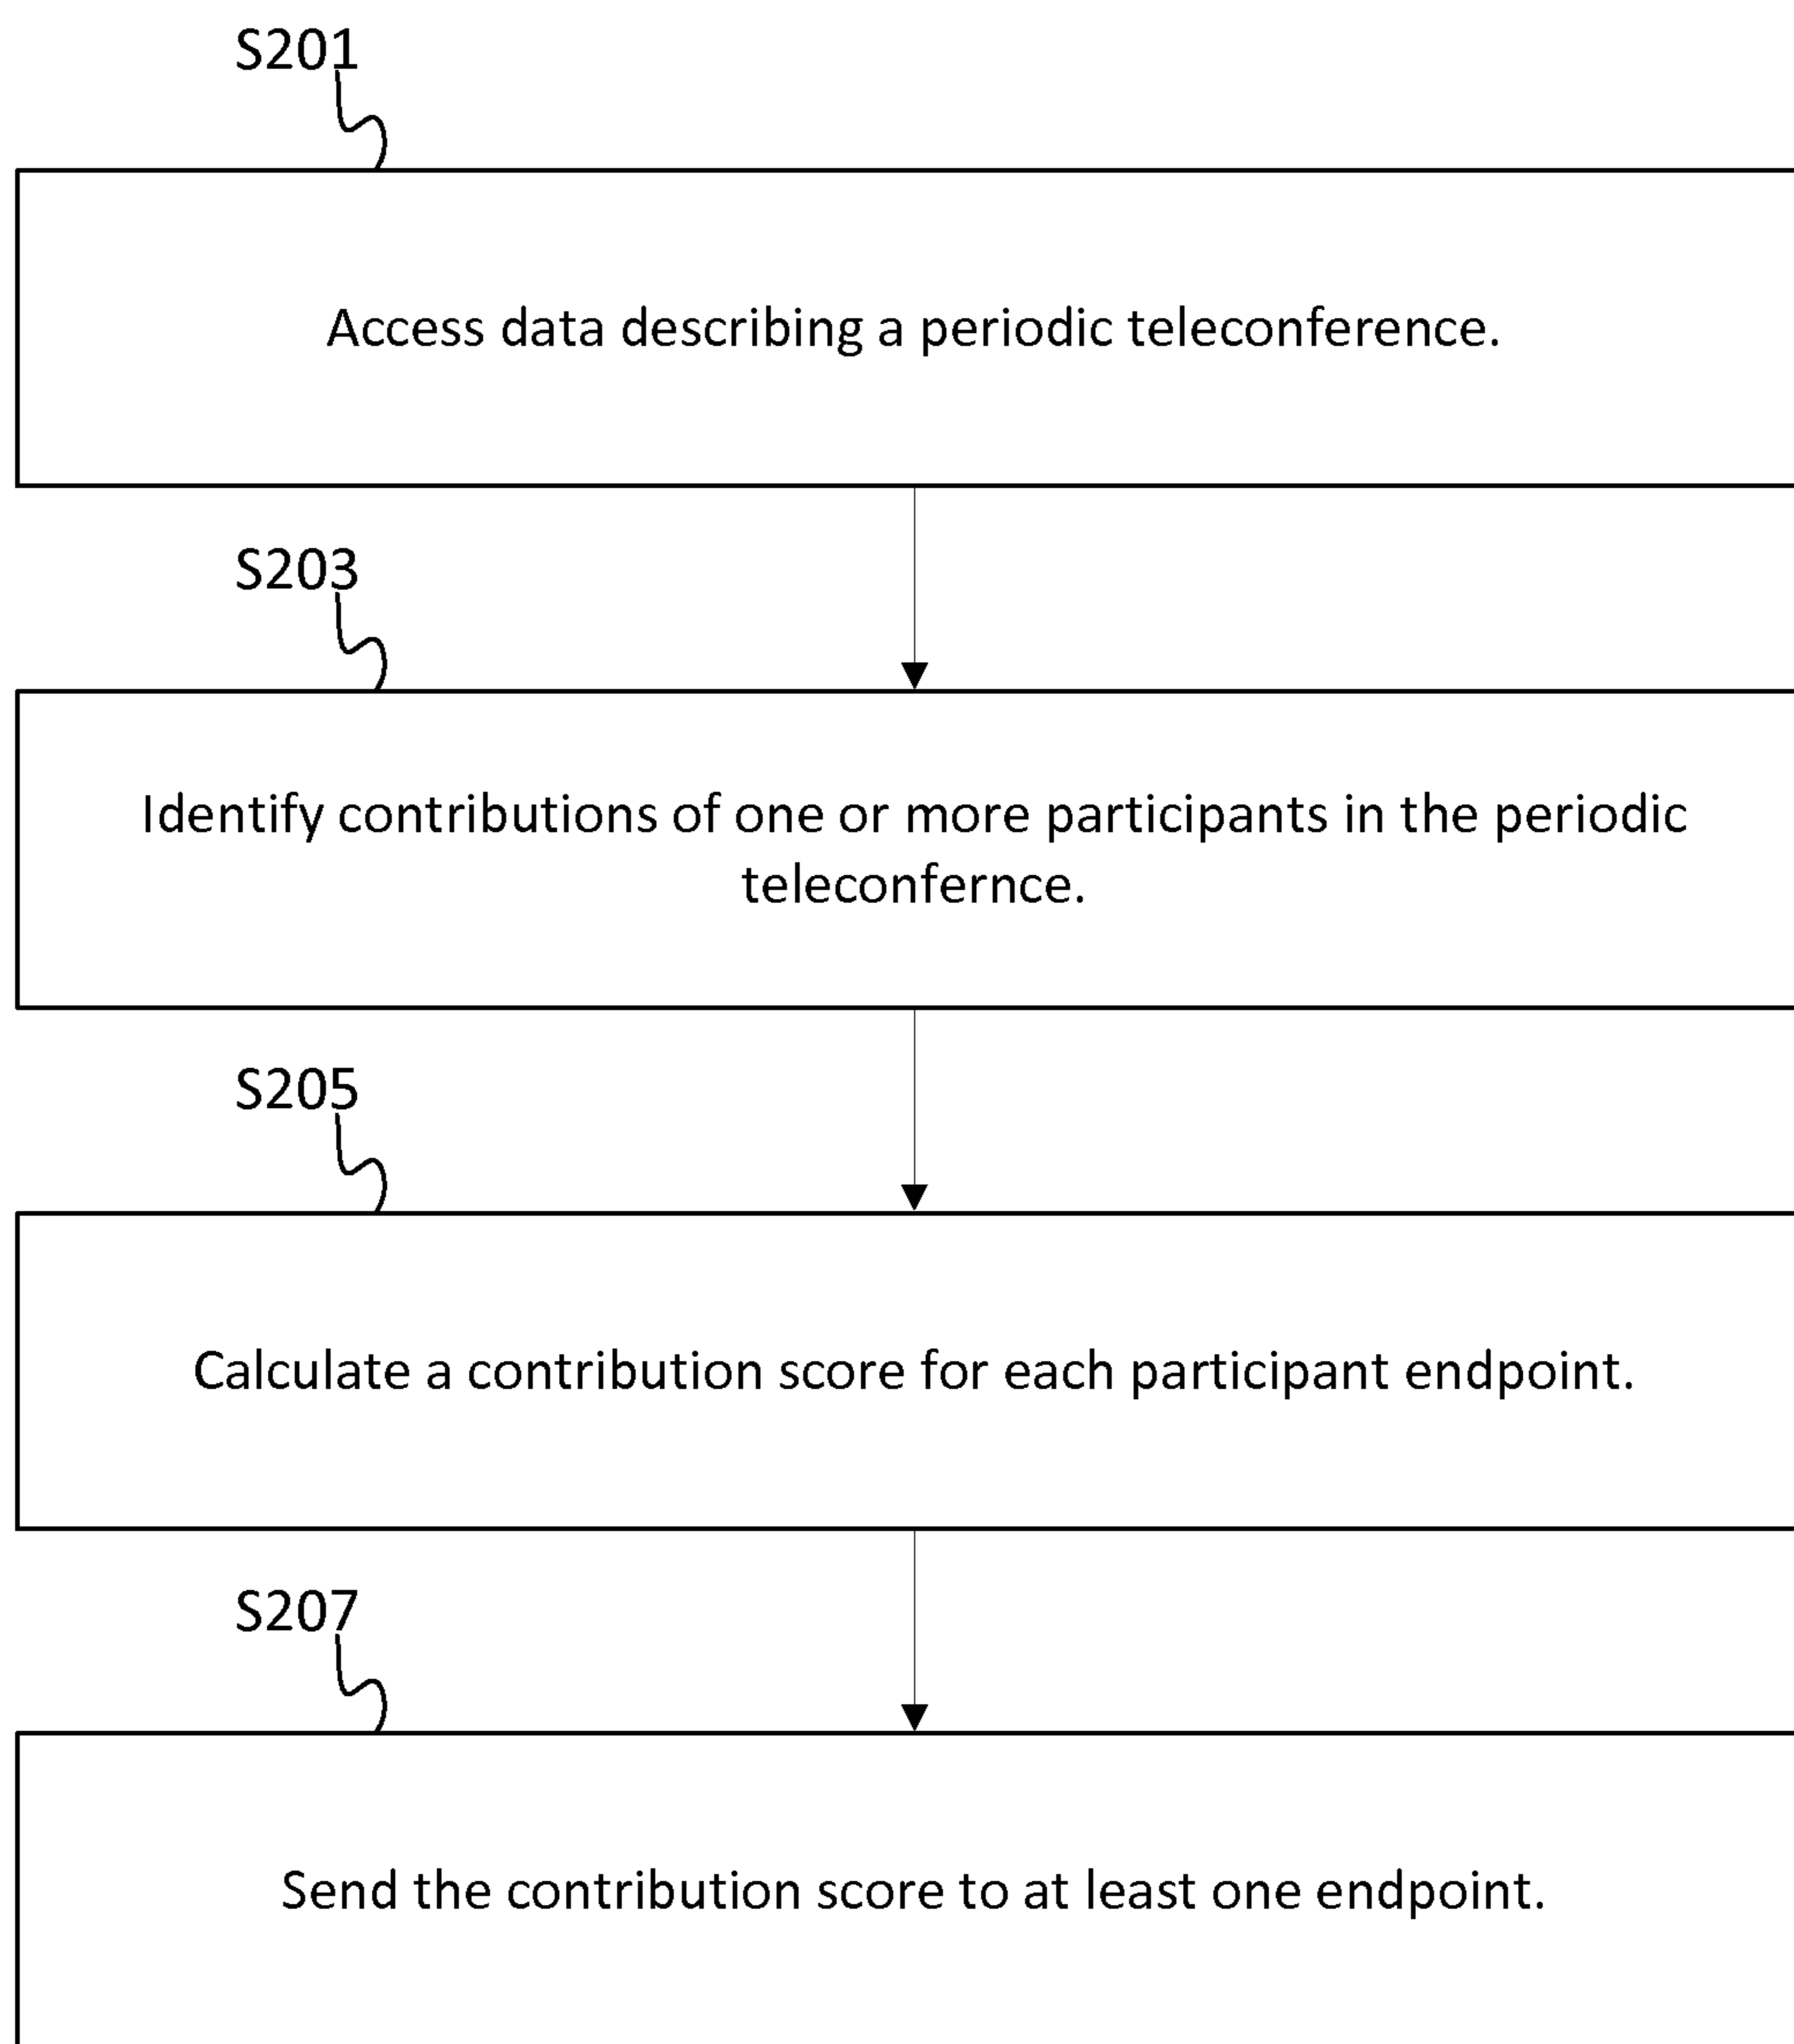 S201
Access data describing a periodic teleconference.
S203
Identify contributions of one or more participants in the periodic
teleconfernce.
S205
Calculate a contribution score for each participant endpoint.
S207
Send the contribution score to at least one endpoint.